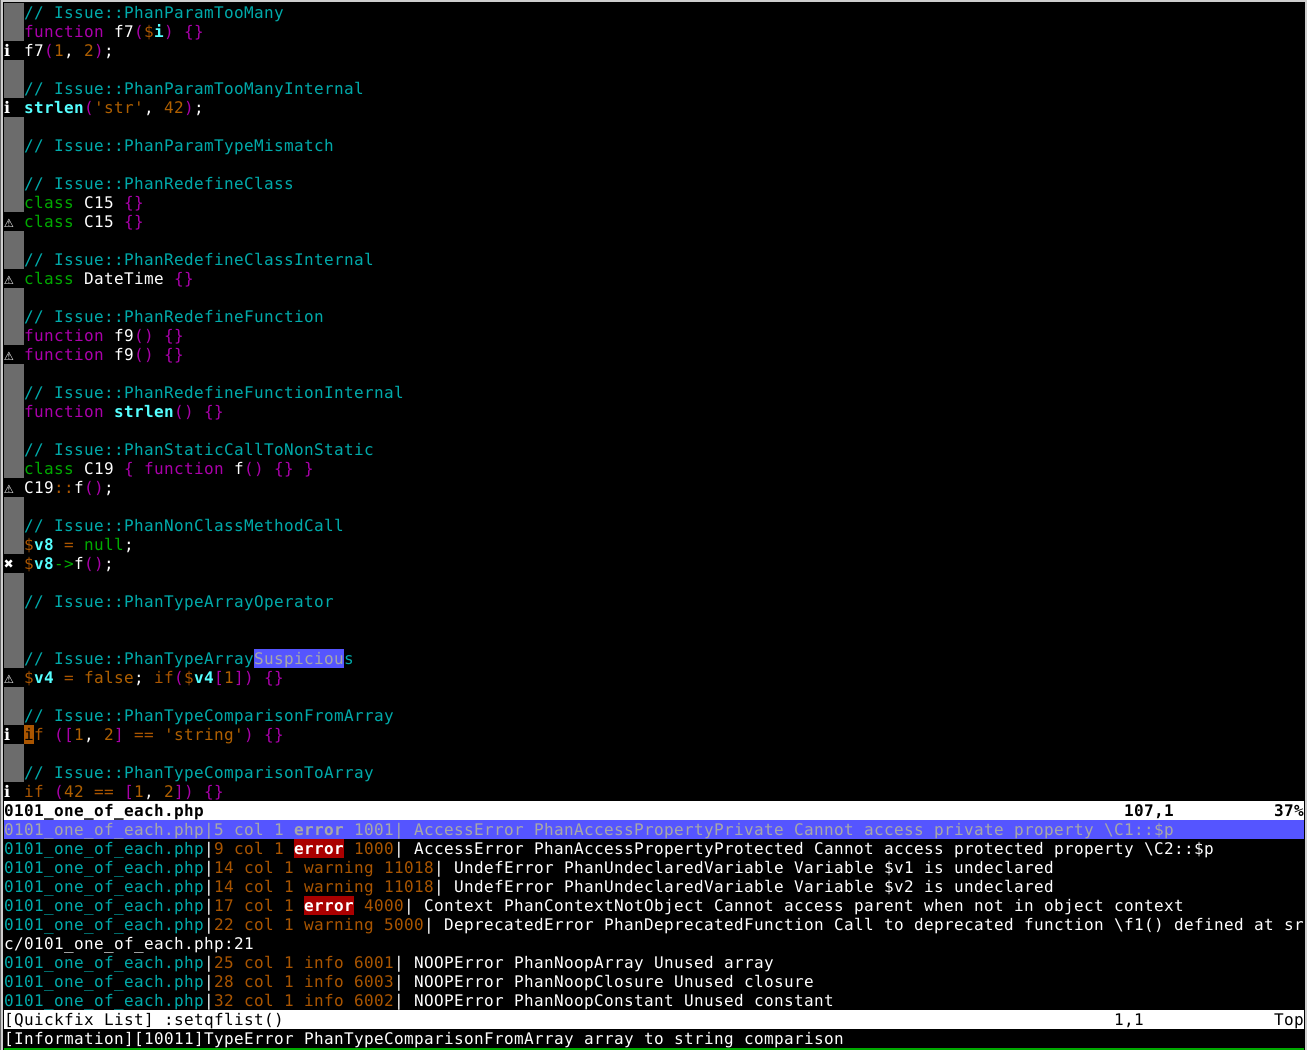 // Issue::PhanParamTooMany
function f7($i) {}
i f7(1, 2);
// Issue::PhanParamTooManyInternal
i strlen('str', 42);
// Issue::PhanParamTypeMismatch
// Issue::PhanRedefineClass
class C15 {}
⚠ class C15 {}
// Issue::PhanRedefineClassInternal
⚠ class DateTime {}
// Issue::PhanRedefineFunction
function f9() {}
⚠ function f9() {}
// Issue::PhanRedefineFunctionInternal
function strlen() {}
// Issue::PhanStaticCallToNonStatic
class C19 { function f() {} }
⚠ C19::f();
// Issue::PhanNonClassMethodCall
$v8 = null;
✖ $v8->f();
// Issue::PhanTypeArrayOperator
// Issue::PhanTypeArraySuspicious
⚠ $v4 = false; if($v4[1]) {}
// Issue::PhanTypeComparisonFromArray
i if ([1, 2] == 'string') {}
// Issue::PhanTypeComparisonToArray
i if (42 == [1, 2]) {}
0101_one_of_each.php 107,1 37%
0101_one_of_each.php|5 col 1 error 1001| AccessError PhanAccessPropertyPrivate Cannot access private property \C1::$p
0101_one_of_each.php|9 col 1 error 1000| AccessError PhanAccessPropertyProtected Cannot access protected property \C2::$p
0101_one_of_each.php|14 col 1 warning 11018| UndefError PhanUndeclaredVariable Variable $v1 is undeclared
0101_one_of_each.php|14 col 1 warning 11018| UndefError PhanUndeclaredVariable Variable $v2 is undeclared
0101_one_of_each.php|17 col 1 error 4000| Context PhanContextNotObject Cannot access parent when not in object context
0101_one_of_each.php|22 col 1 warning 5000| DeprecatedError PhanDeprecatedFunction Call to deprecated function \f1() defined at sr
c/0101_one_of_each.php:21
0101_one_of_each.php|25 col 1 info 6001| NOOPError PhanNoopArray Unused array
0101_one_of_each.php|28 col 1 info 6003| NOOPError PhanNoopClosure Unused closure
0101_one_of_each.php|32 col 1 info 6002| NOOPError PhanNoopConstant Unused constant
[Quickfix List] :setqflist() 1,1 Top
[Information][10011]TypeError PhanTypeComparisonFromArray array to string comparison